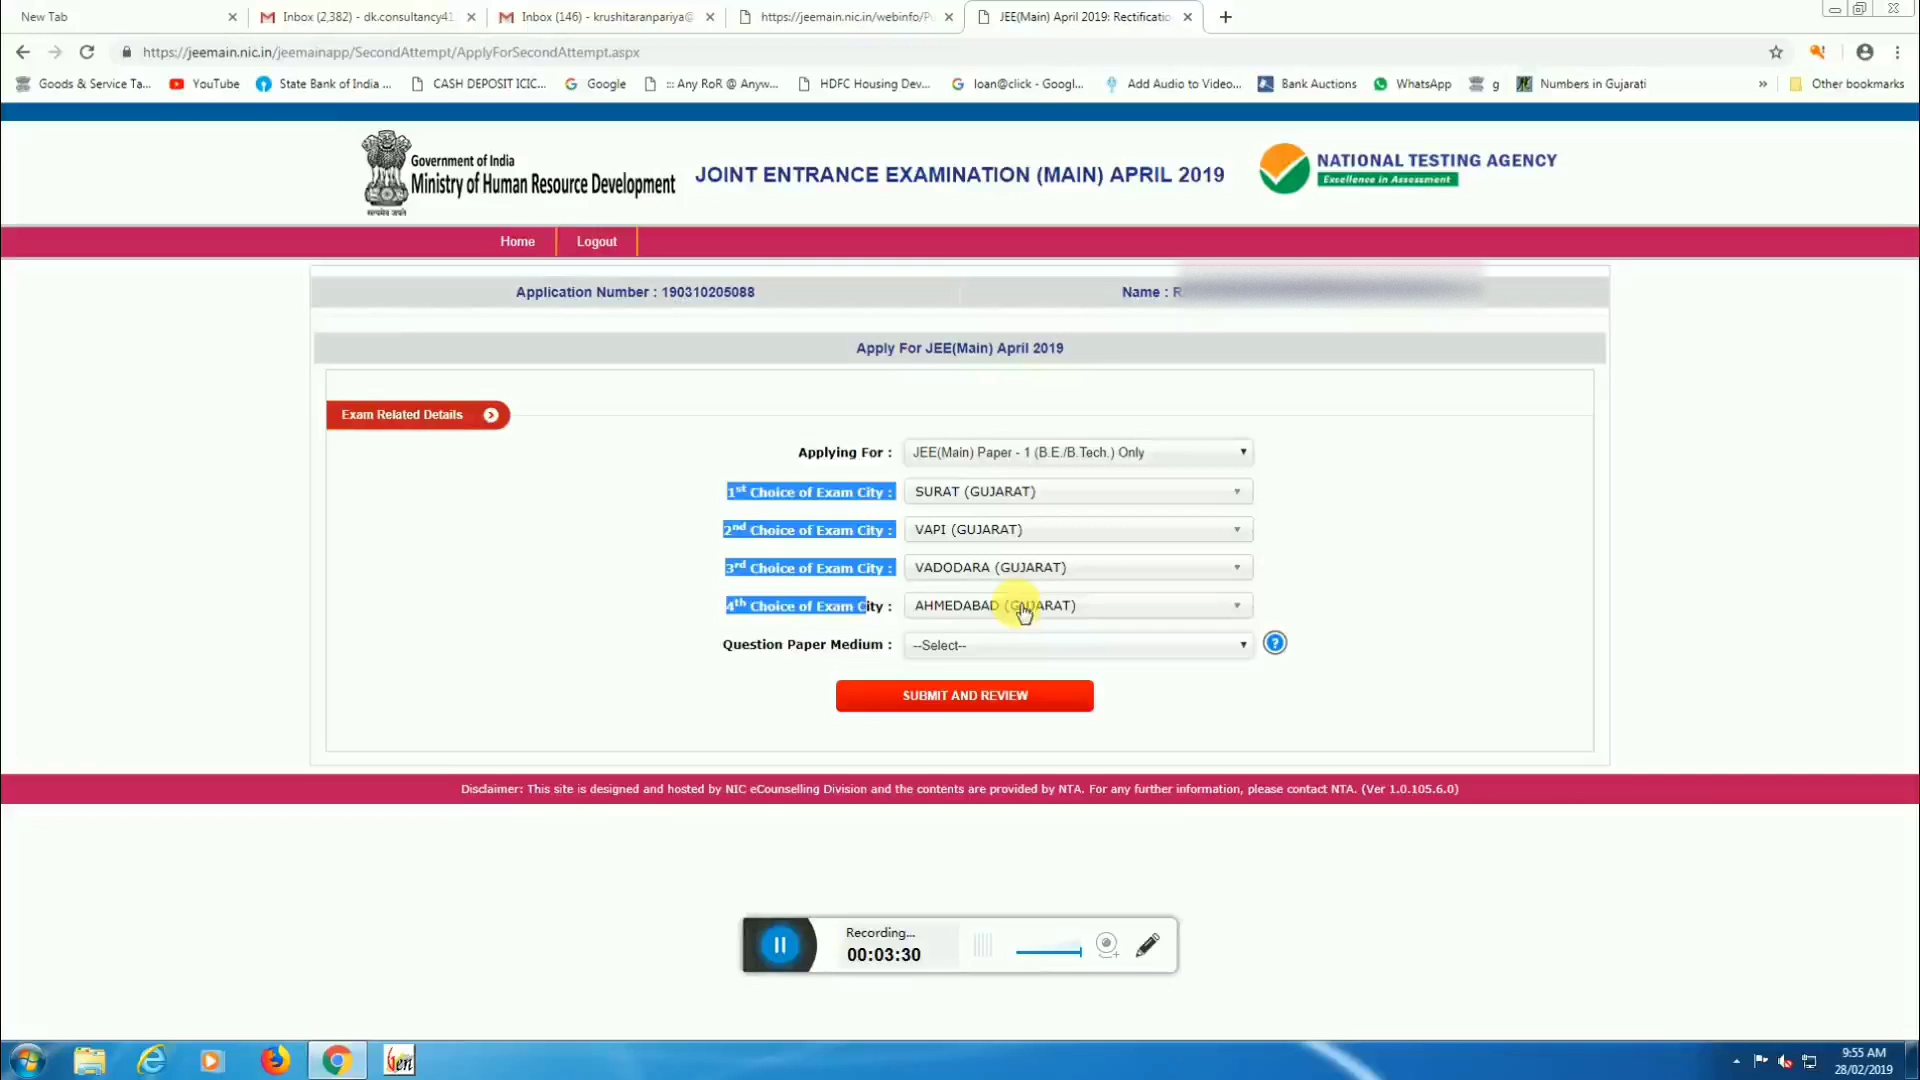 New Tab
Inbox (2,382) - dk.consultancy41
Inbox (146) - krushitaranpariya@
https://jeemain.nic.in/webinfo/P
JEE(Main) April 2019: Rectificatio
https://jeemain.nic.in/jeemainapp/SecondAttempt/ApplyForSecondAttempt.aspx
Goods & Service Ta...
YouTube
State Bank of India ...
CASH DEPOSIT ICIC...
Google
::: Any RoR @ Anyw...
HDFC Housing Dev...
loan@click - Googl...
Add Audio to Video...
Bank Auctions
WhatsApp
g
Numbers in Gujarati
»
Other bookmarks
Government of India
Ministry of Human Resource Development
सत्यमेव जयते
JOINT ENTRANCE EXAMINATION (MAIN) APRIL 2019
NATIONAL TESTING AGENCY
Excellence in Assessment
Home
Logout
Application Number : 190310205088
Name : R
Apply For JEE(Main) April 2019
Exam Related Details
Applying For : JEE(Main) Paper - 1 (B.E./B.Tech.) Only
1st Choice of Exam City : SURAT (GUJARAT)
2nd Choice of Exam City : VAPI (GUJARAT)
3rd Choice of Exam City : VADODARA (GUJARAT)
4th Choice of Exam City : AHMEDABAD (GUJARAT)
Question Paper Medium : --Select-- ?
SUBMIT AND REVIEW
Disclaimer: This site is designed and hosted by NIC eCounselling Division and the contents are provided by NTA. For any further information, please contact NTA. (Ver 1.0.105.6.0)
Recording...
00:03:30
Gen
9:55 AM
28/02/2019